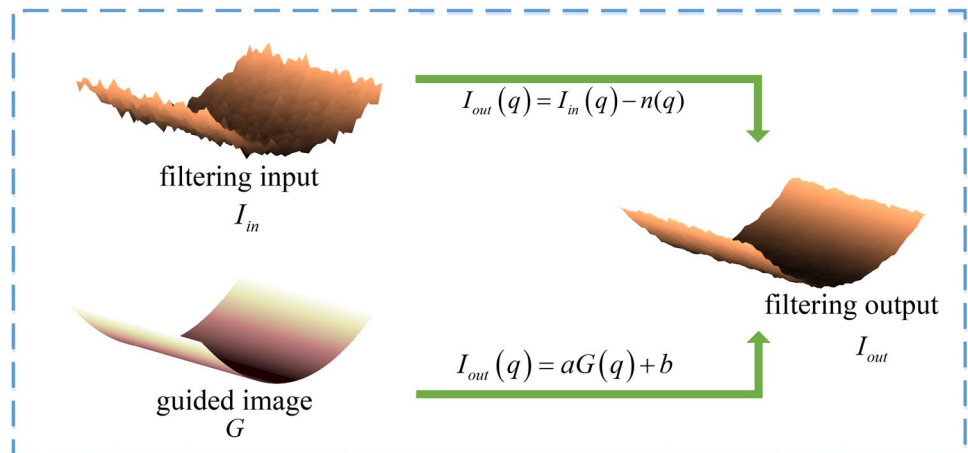 I_out(q) = I_in(q) − n(q)
filtering input
I_in
filtering output
I_out
I_out(q) = aG(q) + b
guided image
G